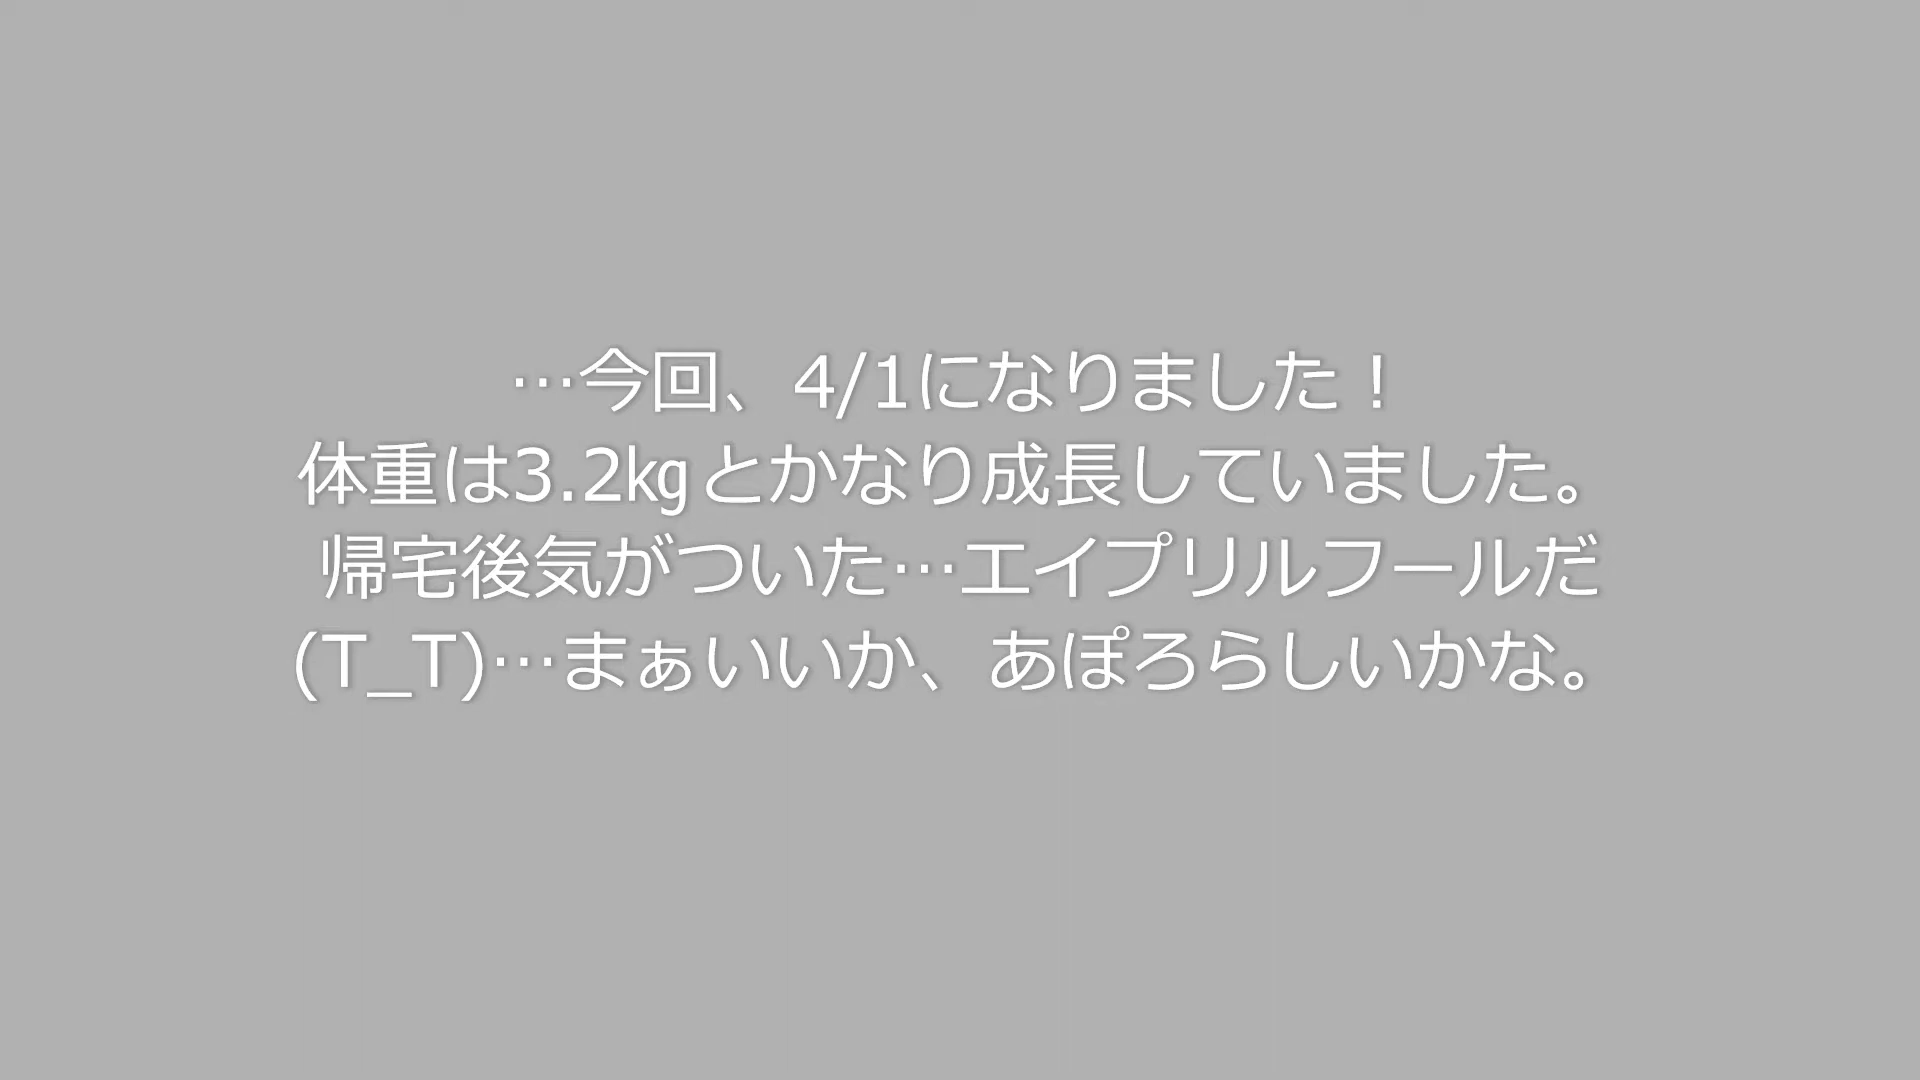 …今回、4/1になりました！
体重は3.2㎏とかなり成長していました。
帰宅後気がついた…エイプリルフールだ
(T_T)…まぁいいか、あぽろらしいかな。